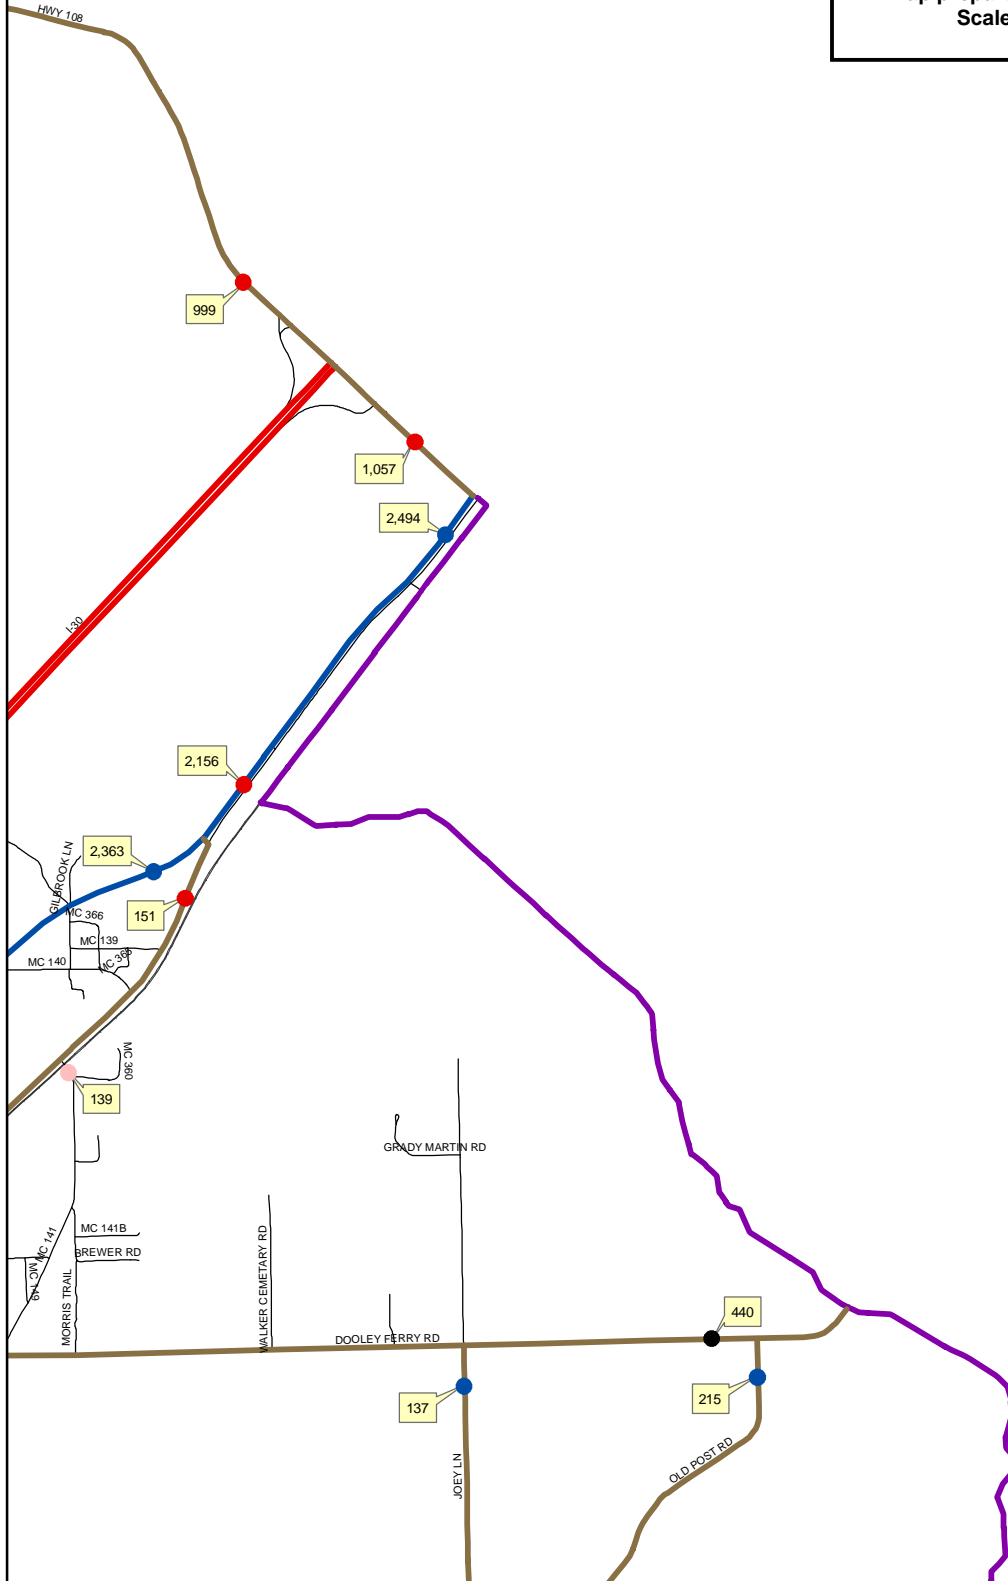 Scale
HWY 108
999
1,057
2,494
I-30
2,156
2,363
GILBROOK LN
151
MC 366
MC 139
MC 140
MC 360
139
GRADY MARTIN RD
MC 141B
MC 141
BREWER RD
MC 149
MORRIS TRAIL
WALKER CEMETARY RD
440
DOOLEY FERRY RD
137
215
OLD POST RD
JOEY LN